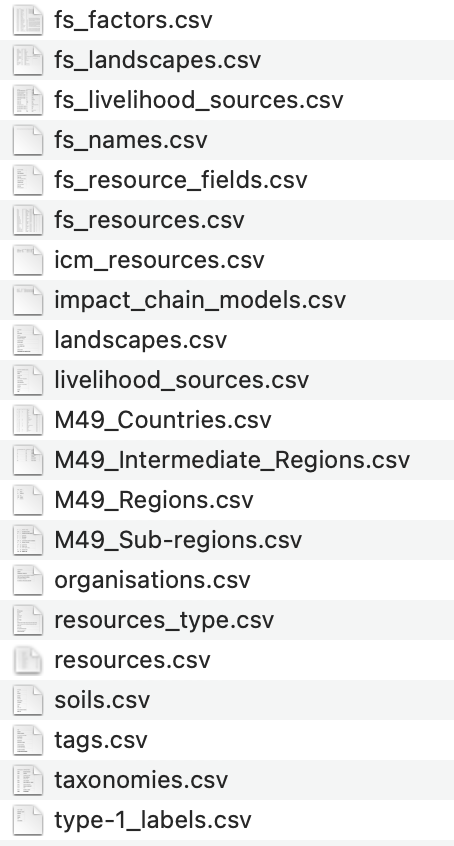 fs_factors.csv
fs_landscapes.csv
fs_livelihood_sources.csv
fs_names.csv
fs_resource_fields.csv
fs_resources.csv
icm_resources.csv
impact_chain_models.csv
landscapes.csv
livelihood_sources.csv
M49_Countries.csv
M49_Intermediate_Regions.csv
M49_Regions.csv
M49_Sub-regions.csv
organisations.csv
resources_type.csv
resources.csv
soils.csv
tags.csv
taxonomies.csv
type-1_labels.csv